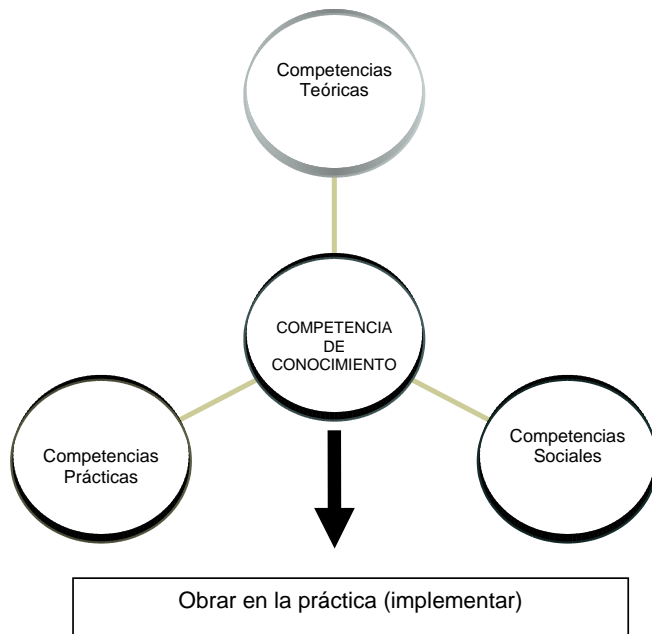 Competencias
Teóricas
COMPETENCIA
DE
CONOCIMIENTO
Competencias
Prácticas
Competencias
Sociales
Obrar en la práctica (implementar)